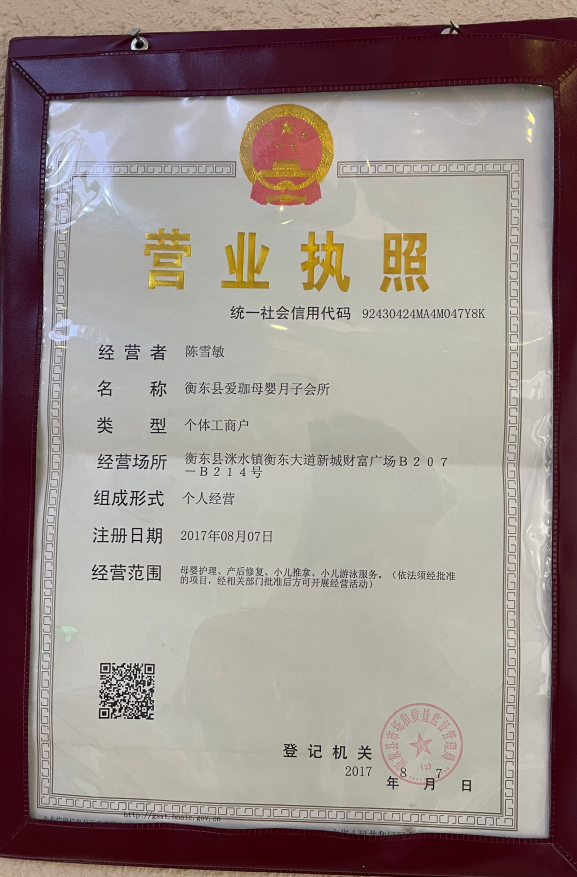 营业执照
统一社会信用代码 92430424MA4M047Y8K
经营者 陈雪敏
名称 衡东县爱珈母婴月子会所
类型 个体工商户
经营场所 衡东县洣水镇衡东大道新城财富广场B207
－B214号
组成形式 个人经营
注册日期 2017年08月07日
经营范围 母婴护理、产后修复、小儿推拿、小儿游泳服务。（依法须经批准
的项目，经相关部门批准后方可开展经营活动）
登记机关
2017 年 8 月 7 日